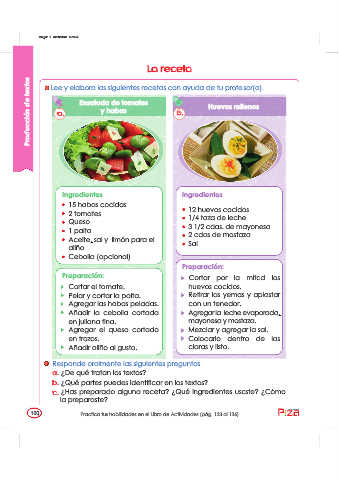 La receta
Producción de textos
Lee y elabora las siguientes recetas con ayuda de tu profesor(a).
a.
Ensalada de tomates
y habas
Ingredientes
15 habas cocidas
2 tomates
Queso
1 palta
Aceite, sal y limón para el
aliño
Cebolla (opcional)
Preparación:
Cortar el tomate.
Pelar y cortar la palta.
Agregar las habas peladas.
Añadir la cebolla cortada
en juliana fina.
Agregar el queso cortado
en trozos.
Añadir aliño al gusto.
b.
Huevos rellenos
Ingredientes
12 huevos cocidos
1/4 taza de leche
3 1/2 cdas. de mayonesa
2 cdas de mostaza
Sal
Preparación:
Cortar por la mitad los
huevos cocidos.
Retirar las yemas y aplastar
con un tenedor.
Agregar la leche evaporada,
mayonesa y mostaza.
Mezclar y agregar la sal.
Colocarlo dentro de las
claras y listo.
Responde oralmente las siguientes preguntas
a. ¿De qué tratan los textos?
b. ¿Qué partes puedes identificar en los textos?
c. ¿Has preparado alguna receta? ¿Qué ingredientes usaste? ¿Cómo
la preparaste?
100
Practica tus habilidades en el Libro de Actividades (pág. 133 al 136)